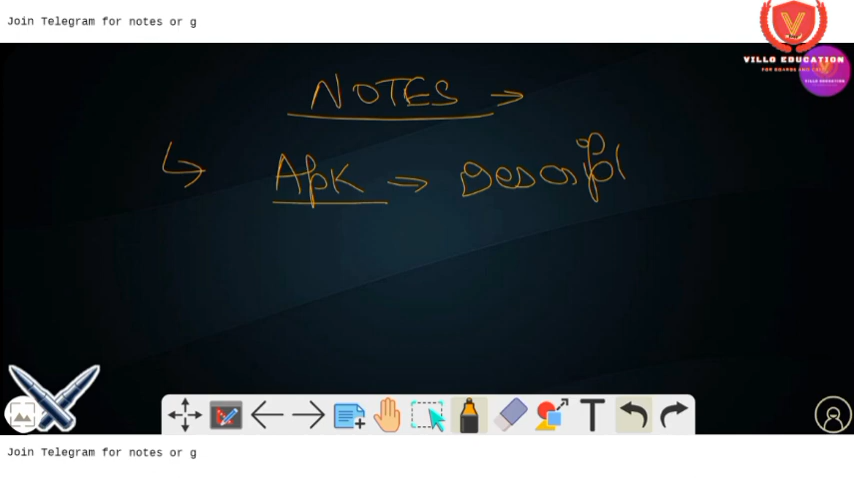 Join Telegram for notes or g
VILLO EDUCATION
NOTES →
↳ Apk ⇒
Join Telegram for notes or g